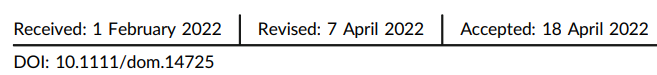 Received: 1 February 2022 | Revised: 7 April 2022 | Accepted: 18 April 2022
DOI: 10.1111/dom.14725